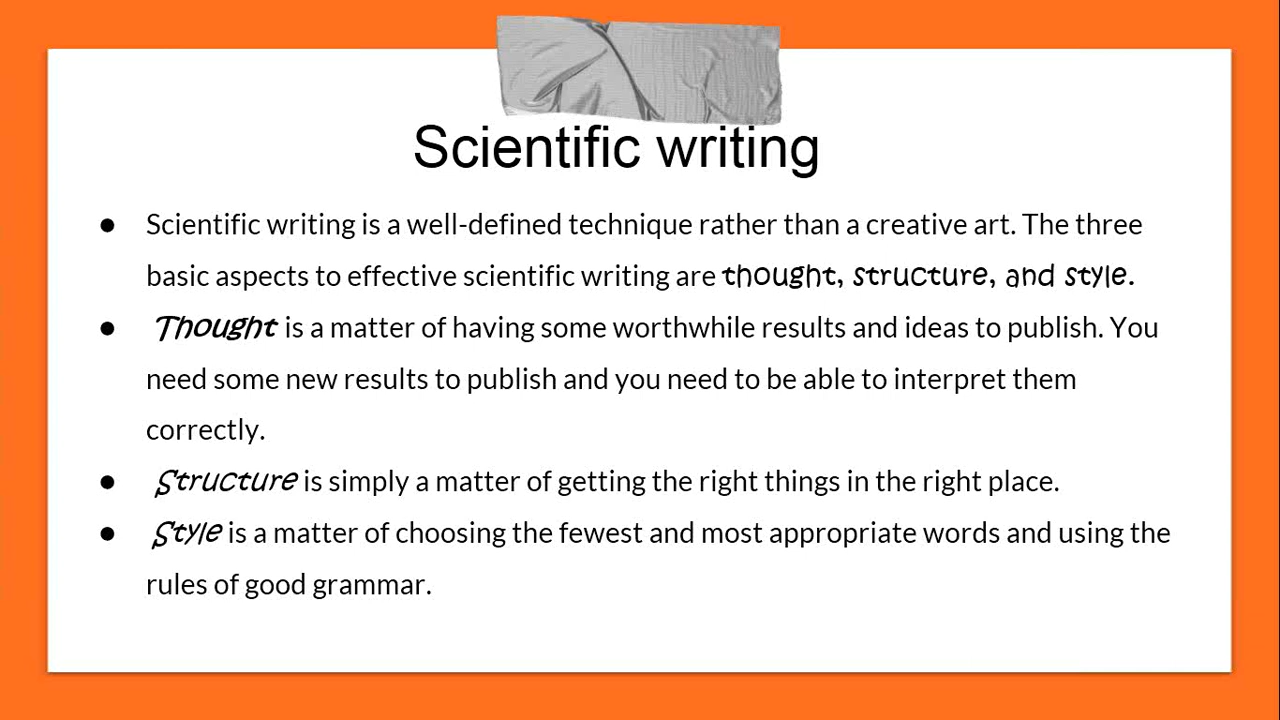 Scientific writing
● Scientific writing is a well-defined technique rather than a creative art. The three
basic aspects to effective scientific writing are thought, structure, and style.
● Thought is a matter of having some worthwhile results and ideas to publish. You
need some new results to publish and you need to be able to interpret them
correctly.
● Structure is simply a matter of getting the right things in the right place.
● Style is a matter of choosing the fewest and most appropriate words and using the
rules of good grammar.